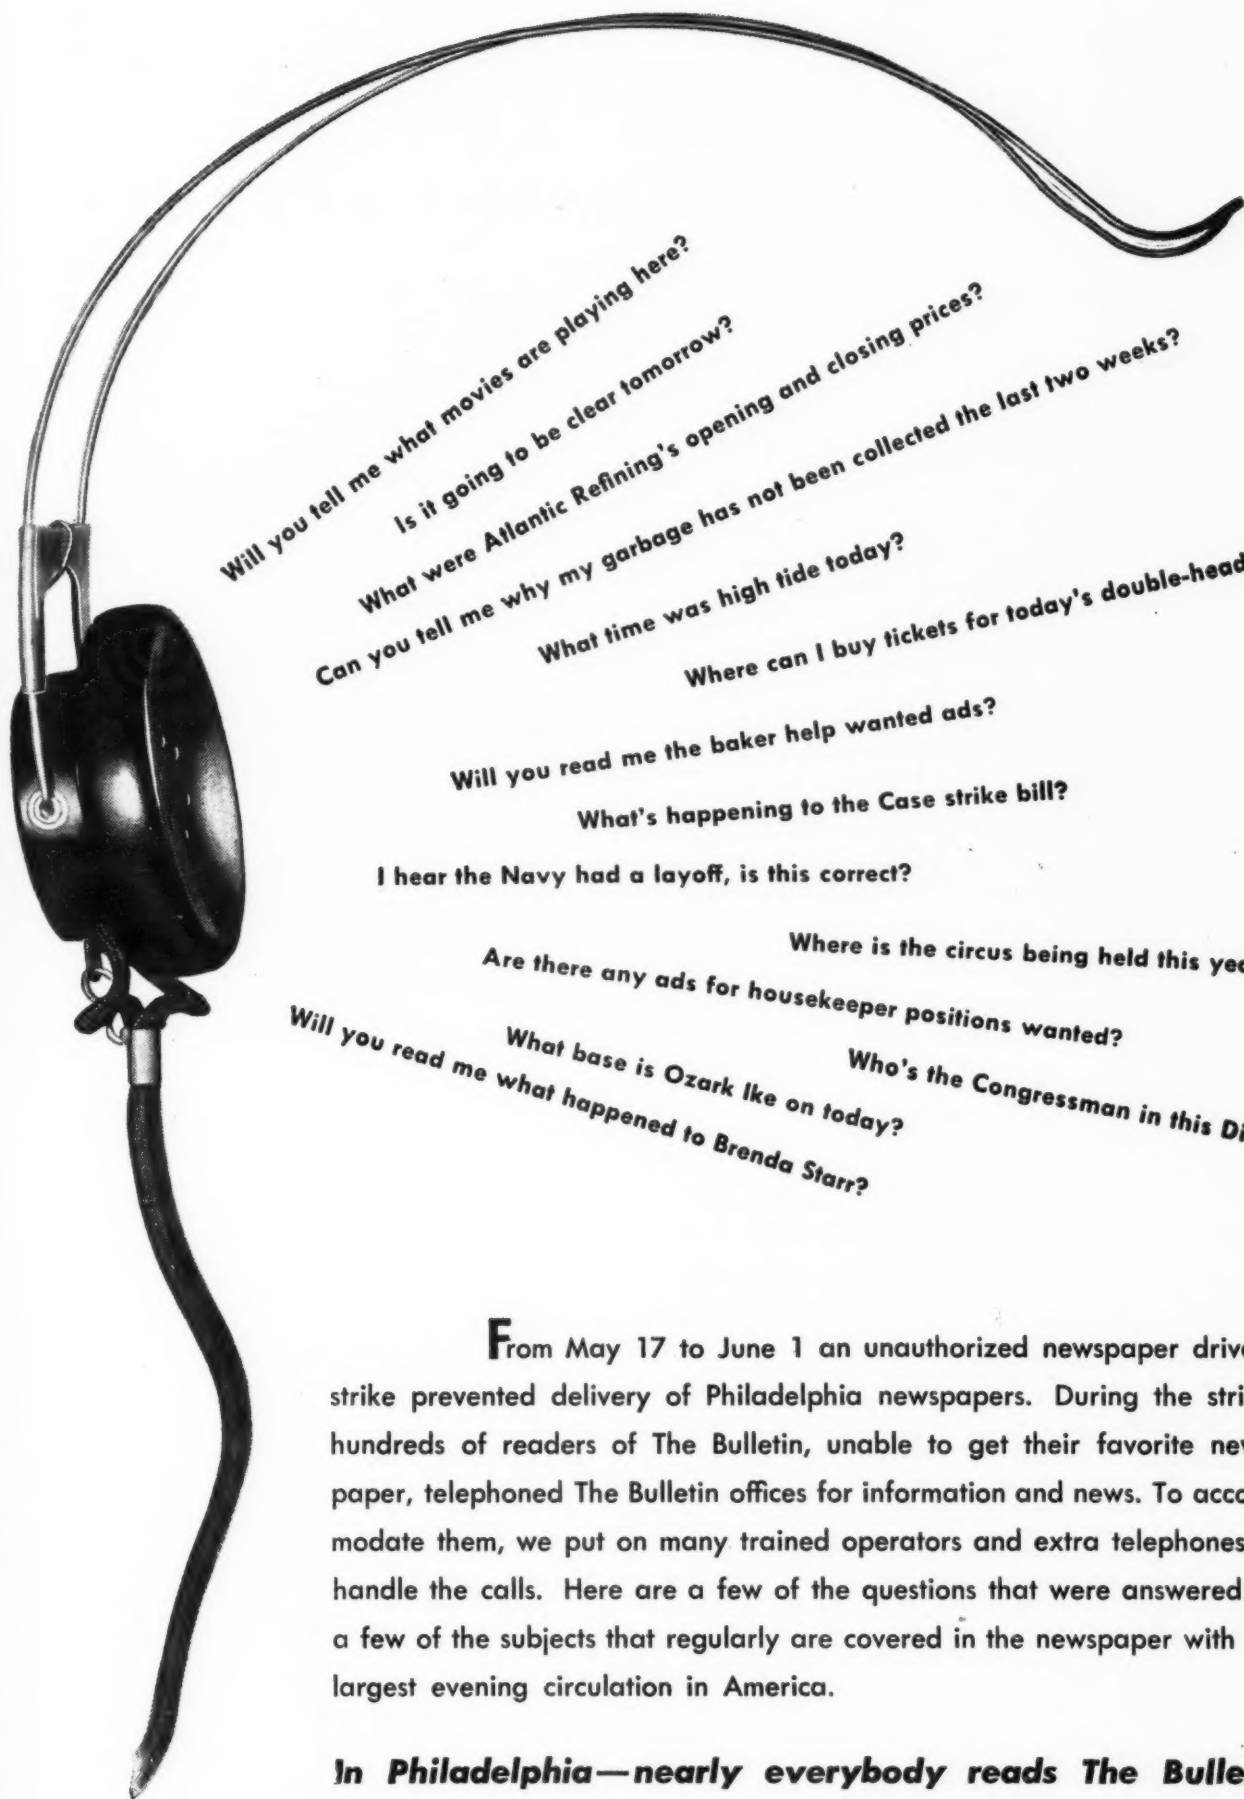 Will you tell me what movies are playing here?
Is it going to be clear tomorrow?
What were Atlantic Refining's opening and closing prices?
Can you tell me why my garbage has not been collected the last two weeks?
What time was high tide today?
Where can I buy tickets for today's double-head
Will you read me the baker help wanted ads?
What's happening to the Case strike bill?
I hear the Navy had a layoff, is this correct?
Where is the circus being held this yea
Are there any ads for housekeeper positions wanted?
Who's the Congressman in this Di
What base is Ozark Ike on today?
Will you read me what happened to Brenda Starr?
From May 17 to June 1 an unauthorized newspaper drive
strike prevented delivery of Philadelphia newspapers. During the stri
hundreds of readers of The Bulletin, unable to get their favorite new
paper, telephoned The Bulletin offices for information and news. To acco
modate them, we put on many trained operators and extra telephones
handle the calls. Here are a few of the questions that were answered
a few of the subjects that regularly are covered in the newspaper with
largest evening circulation in America.
In Philadelphia—nearly everybody reads The Bulle